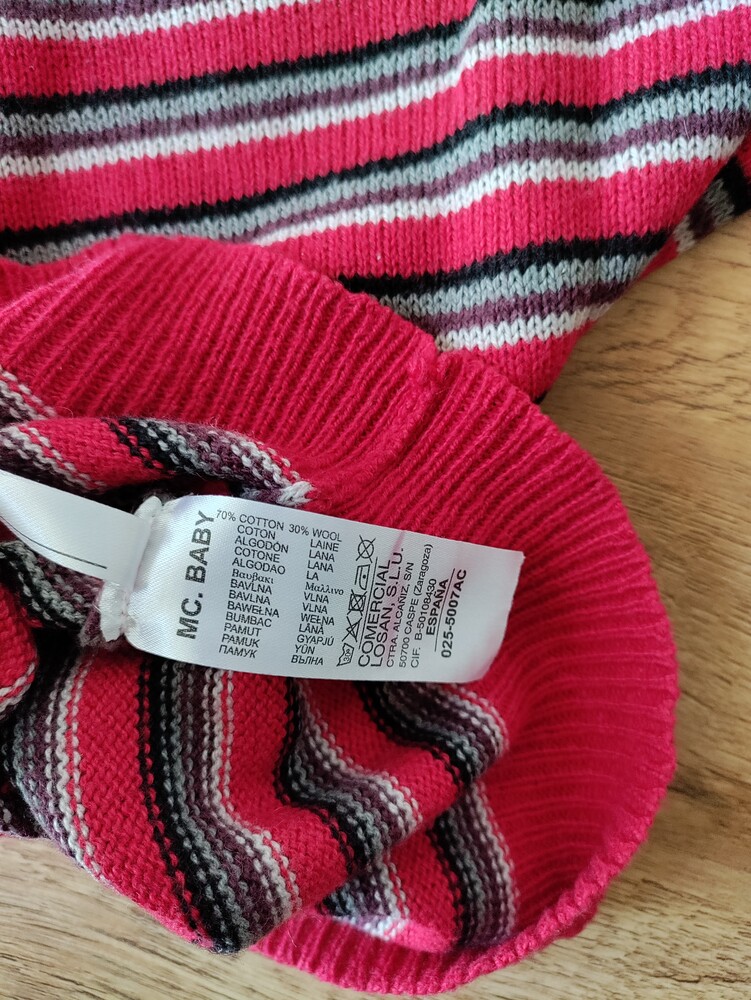 MC. BABY
70% COTTON 30% WOOL
COTON LAINE
ALGODÓN LANA
COTONE LANA
ALGODAO LA
Βαυβακι Μαλλινο
BAVLNA VLNA
BAVLNA VLNA
BAWEŁNA WEŁNA
BUMBAC LÂNĂ
PAMUT GYAPJÚ
PAMUK YÜN
ПАМУК ВЪЛНА
COMERCIAL
LOSAN, S.L.U.
CTRA. ALCAÑIZ, S/N
50700 CASPE (Zaragoza)
CIF. B-50108430
ESPAÑA
025-5007AC